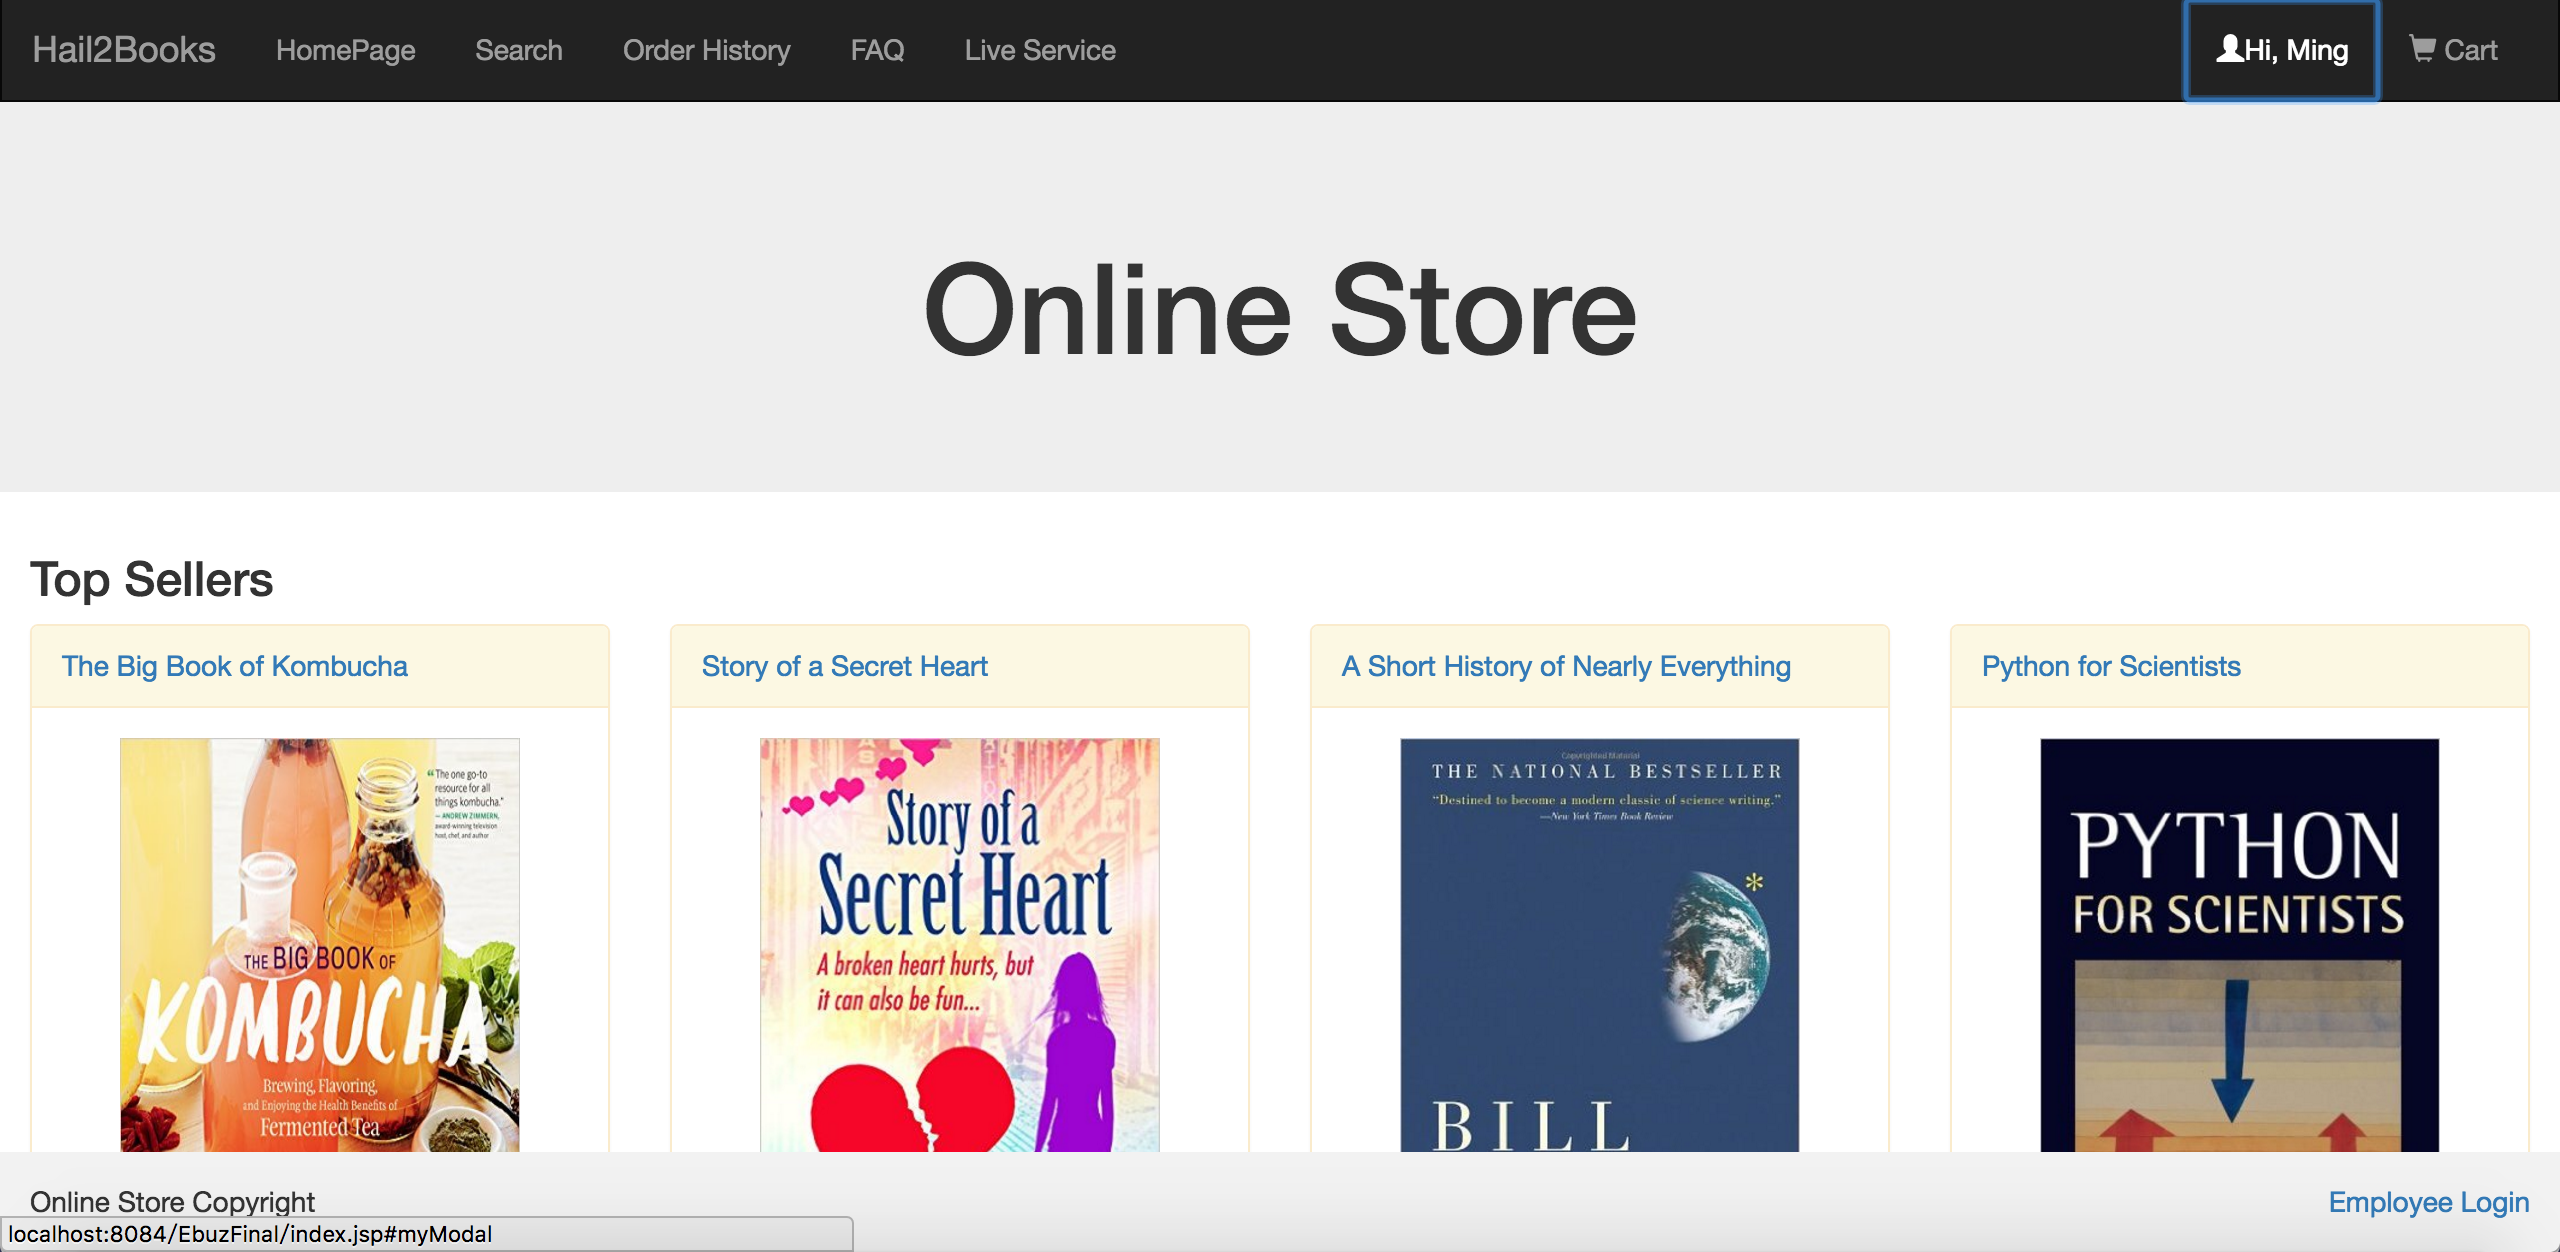 Hail2Books HomePage Search Order History FAQ Live Service Hi, Ming Cart
Online Store
Top Sellers
The Big Book of Kombucha
Story of a Secret Heart
A Short History of Nearly Everything
Python for Scientists
“The one go-to
resource for all
things kombucha.”
— ANDREW ZIMMERN,
award-winning television
host, chef, and author
THE BIG BOOK OF
KOMBUCHA
Brewing, Flavoring,
and Enjoying the Health Benefits of
Fermented Tea
Story of a
Secret Heart
A broken heart hurts, but
it can also be fun...
Copyrighted Material
THE NATIONAL BESTSELLER
“Destined to become a modern classic of science writing.”
—New York Times Book Review
*
BILL
PYTHON
FOR SCIENTISTS
Online Store Copyright
Employee Login
localhost:8084/EbuzFinal/index.jsp#myModal